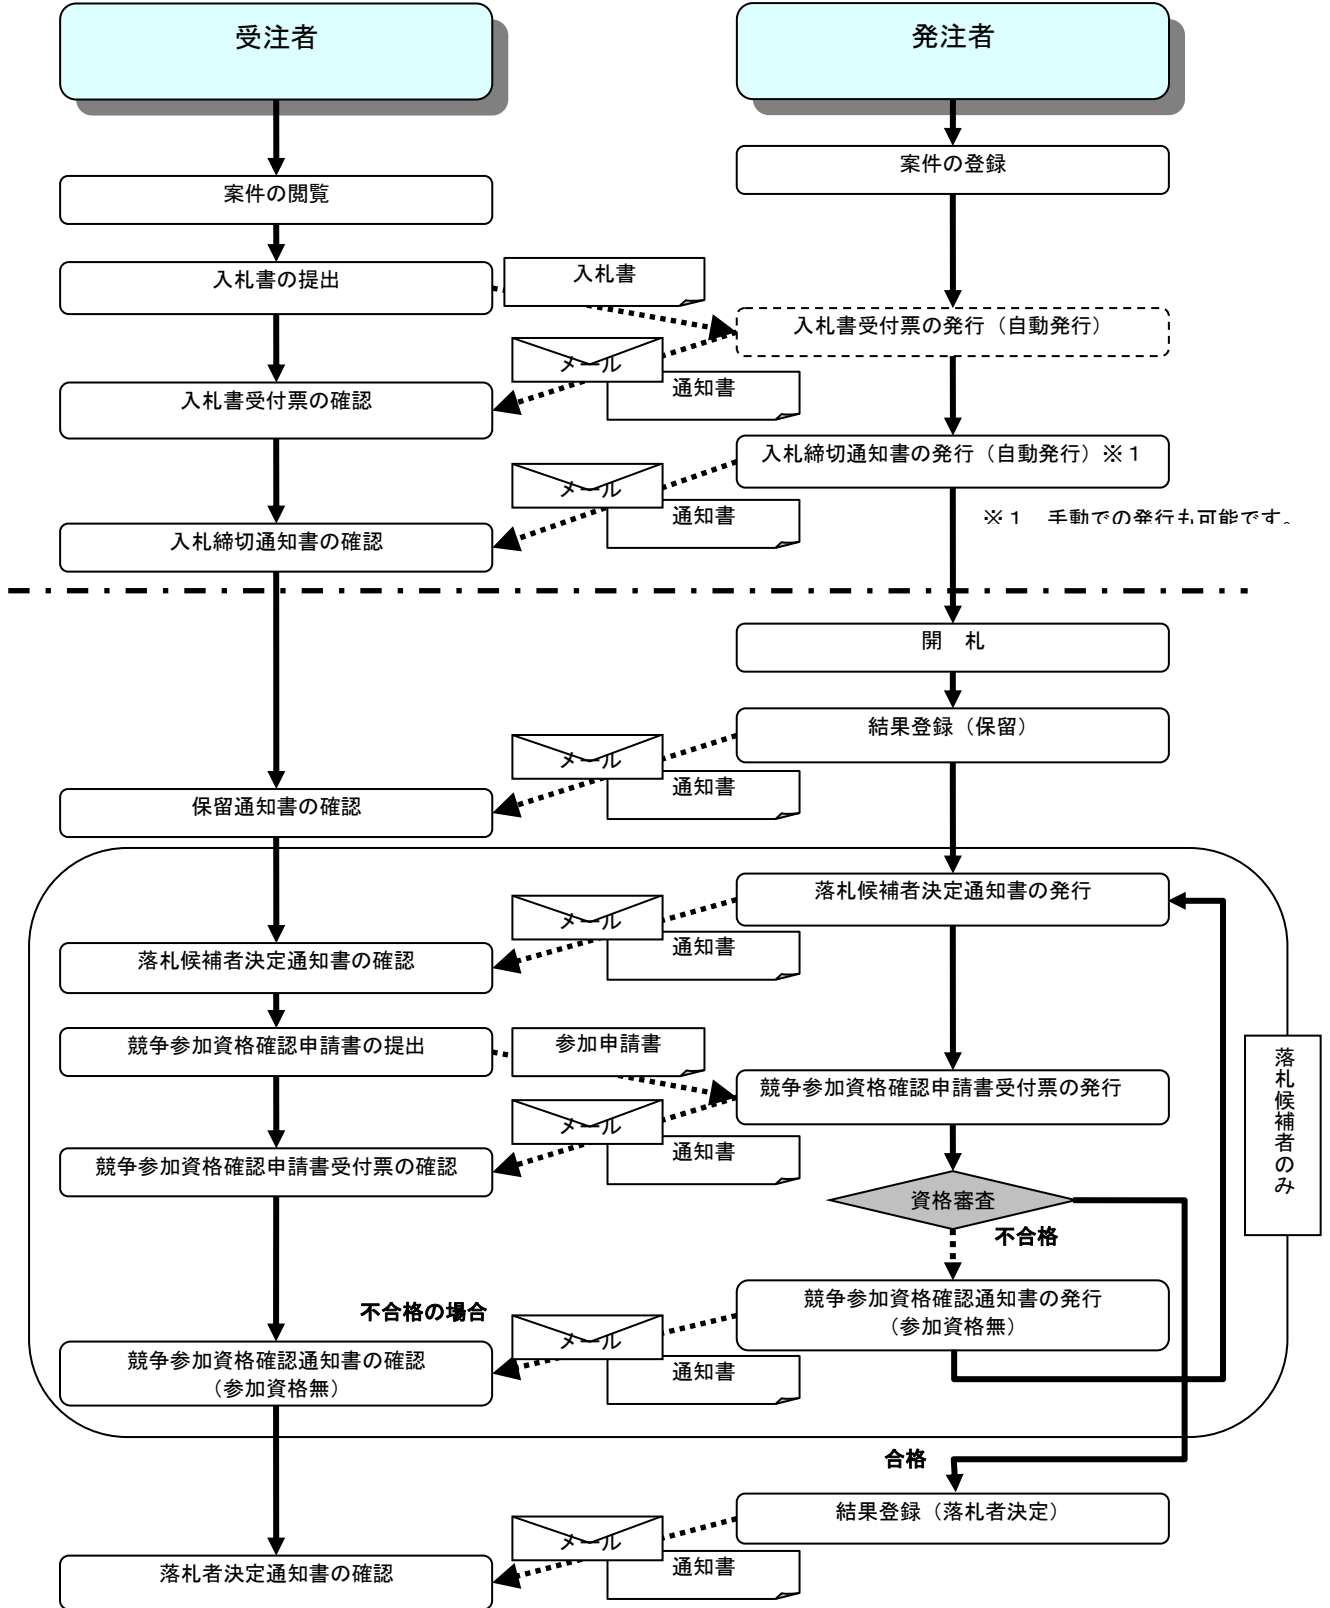 受注者
発注者
案件の登録
案件の閲覧
入札書の提出
入札書
入札書受付票の発行（自動発行）
メール
通知書
入札書受付票の確認
入札締切通知書の発行（自動発行）※１
メール
通知書
※１　手動での発行も可能です。
入札締切通知書の確認
開　札
結果登録（保留）
メール
通知書
保留通知書の確認
落札候補者決定通知書の発行
メール
通知書
落札候補者決定通知書の確認
競争参加資格確認申請書の提出
参加申請書
落札候補者のみ
競争参加資格確認申請書受付票の発行
メール
通知書
競争参加資格確認申請書受付票の確認
資格審査
不合格
競争参加資格確認通知書の発行
（参加資格無）
不合格の場合
メール
通知書
競争参加資格確認通知書の確認
（参加資格無）
合格
結果登録（落札者決定）
メール
通知書
落札者決定通知書の確認